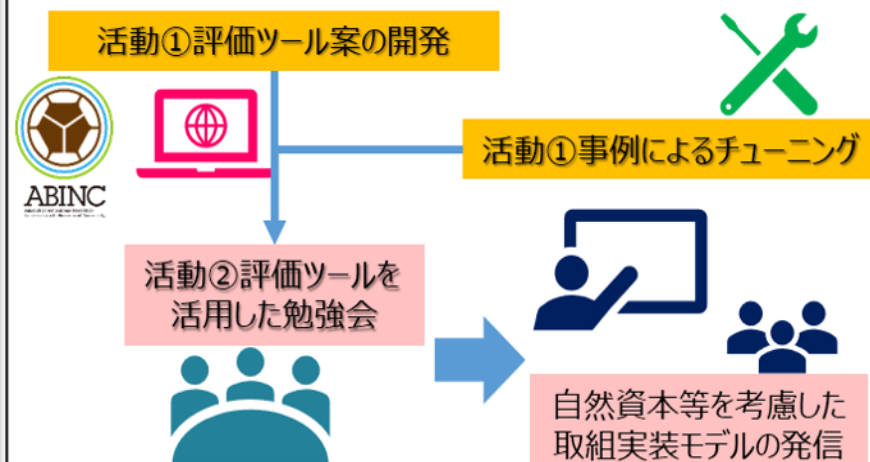 活動①評価ツール案の開発
活動①事例によるチューニング
ABINC
活動②評価ツールを
活用した勉強会
自然資本等を考慮した
取組実装モデルの発信